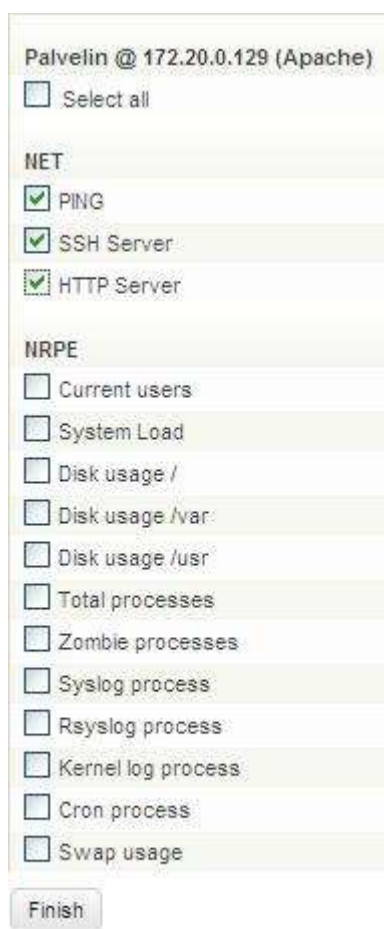 Palvelin @ 172.20.0.129 (Apache)
Select all
NET
PING
SSH Server
HTTP Server
NRPE
Current users
System Load
Disk usage /
Disk usage /var
Disk usage /usr
Total processes
Zombie processes
Syslog process
Rsyslog process
Kernel log process
Cron process
Swap usage
Finish